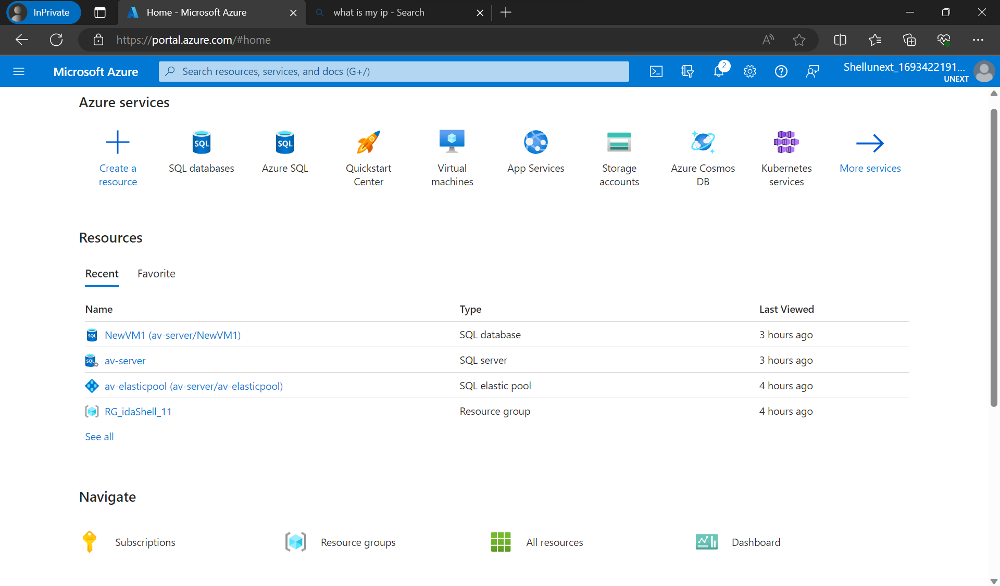 InPrivate
Home - Microsoft Azure
what is my ip - Search
https://portal.azure.com/#home
Microsoft Azure
Search resources, services, and docs (G+/)
2
Shellunext_1693422191...
UNEXT
Azure services
Create a
resource
SQL
SQL databases
SQL
Azure SQL
Quickstart
Center
Virtual
machines
App Services
Storage
accounts
Azure Cosmos
DB
Kubernetes
services
More services
Resources
Recent Favorite
Name Type Last Viewed
SQL NewVM1 (av-server/NewVM1) SQL database 3 hours ago
SQL av-server SQL server 3 hours ago
av-elasticpool (av-server/av-elasticpool) SQL elastic pool 4 hours ago
RG_idaShell_11 Resource group 4 hours ago
See all
Navigate
Subscriptions Resource groups All resources Dashboard